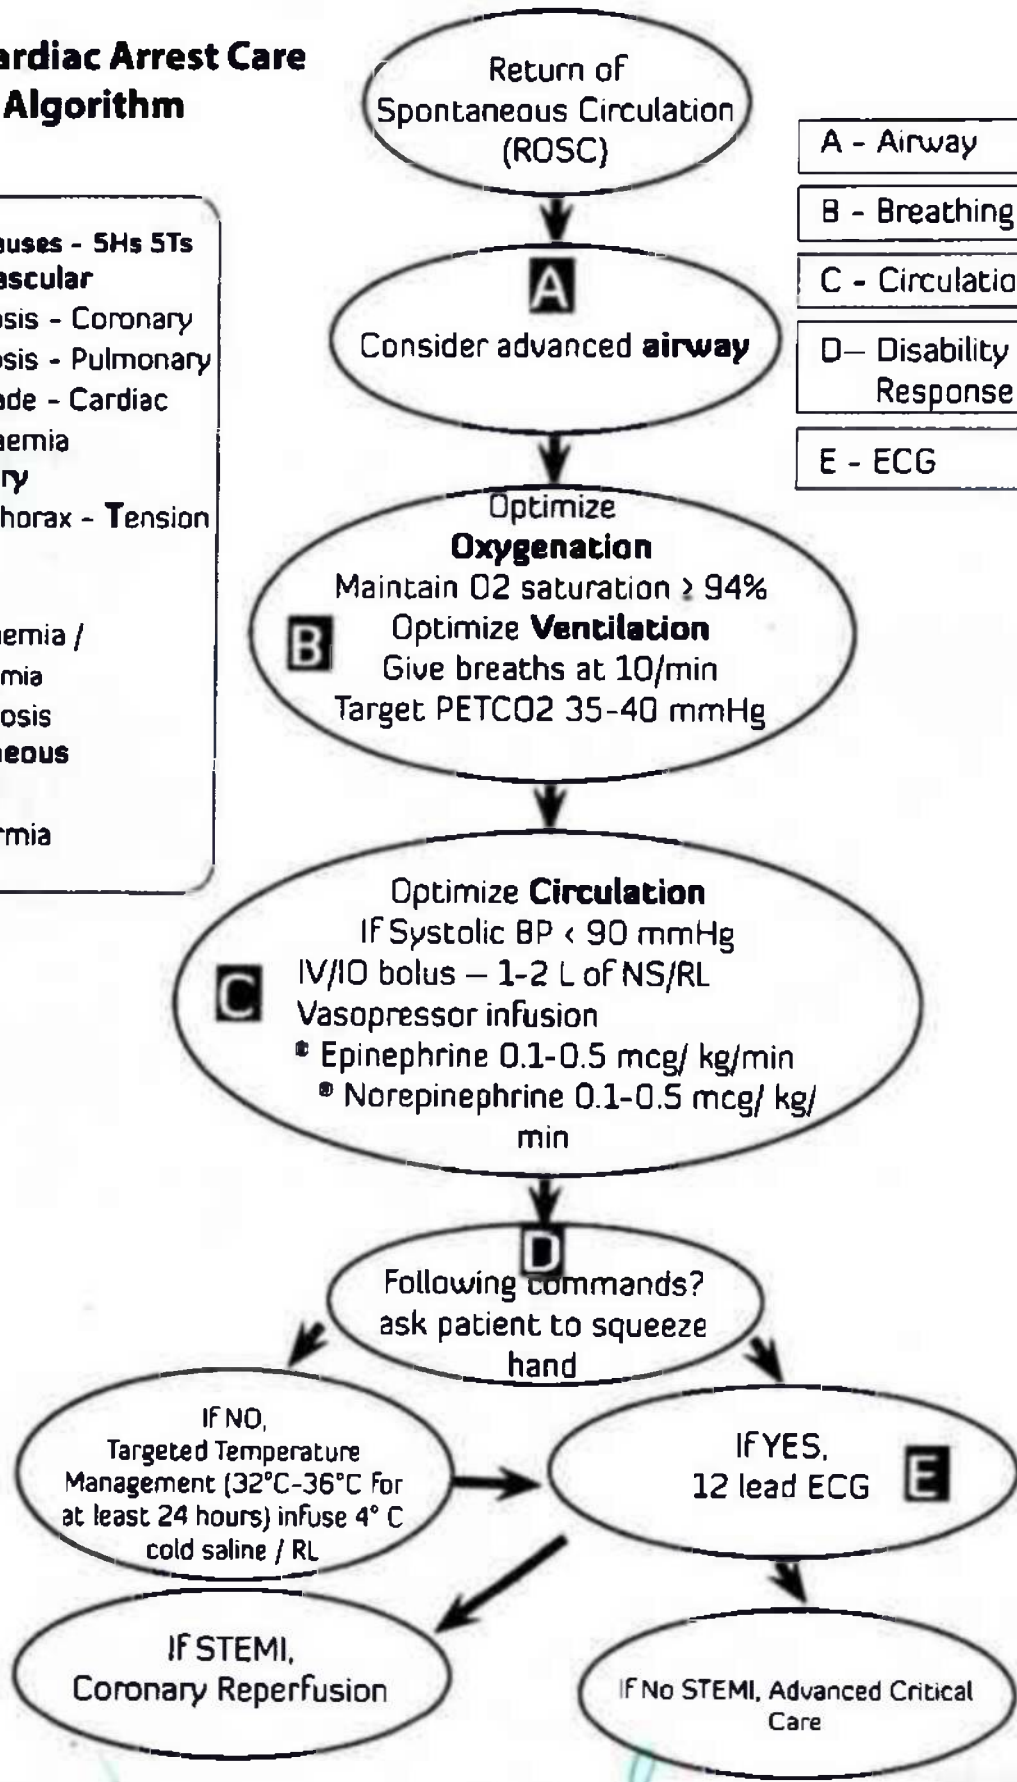 ardiac Arrest Care
Algorithm
auses - 5Hs 5Ts
ascular
osis - Coronary
osis - Pulmonary
ade - Cardiac
aemia
ry
horax - Tension
emia /
mia
osis
eous
rmia
Return of
Spontaneous Circulation
(ROSC)
A - Airway
B - Breathing
C - Circulatio
D– Disability
Response
E - ECG
A
Consider advanced airway
Optimize
Oxygenation
Maintain O2 saturation ≥ 94%
B
Optimize Ventilation
Give breaths at 10/min
Target PETCO2 35-40 mmHg
Optimize Circulation
If Systolic BP < 90 mmHg
C
IV/IO bolus – 1-2 L of NS/RL
Vasopressor infusion
* Epinephrine 0.1-0.5 mcg/ kg/min
* Norepinephrine 0.1-0.5 mcg/ kg/
min
D
Following commands?
ask patient to squeeze
hand
If NO,
Targeted Temperature
Management (32°C-36°C for
at least 24 hours) infuse 4° C
cold saline / RL
If YES,
12 lead ECG
E
If STEMI,
Coronary Reperfusion
If No STEMI, Advanced Critical
Care